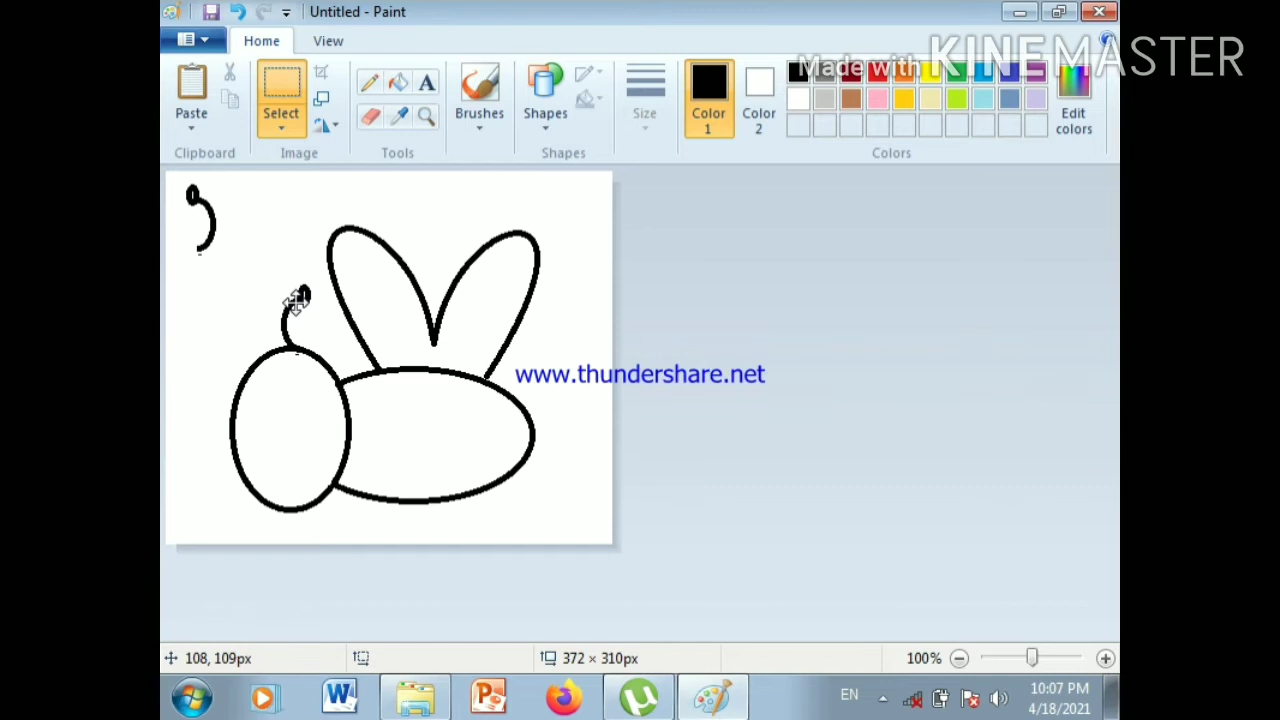 Untitled - Paint
Made with KINEMASTER
Home View
Paste
Select
Brushes
Shapes
Size
Color 1
Color 2
Edit colors
Clipboard
Image
Tools
Shapes
Colors
www.thundershare.net
108, 109px
372 × 310px
100%
EN
10:07 PM
4/18/2021